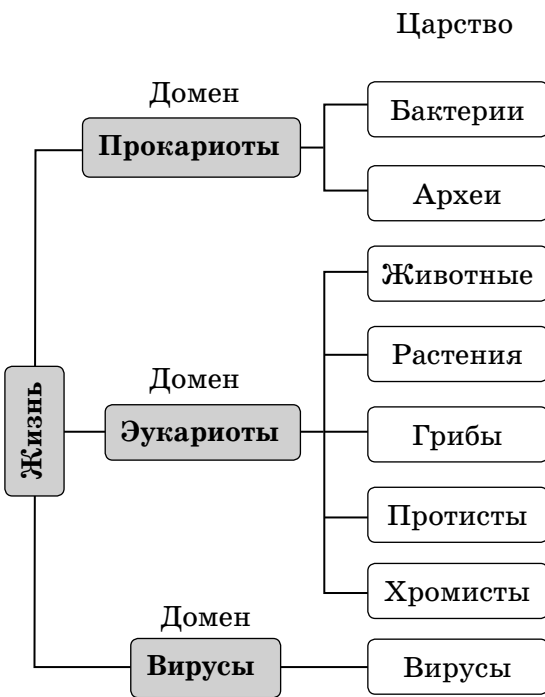 Царство
Домен
Прокариоты
Бактерии
Археи
Жизнь
Домен
Эукариоты
Животные
Растения
Грибы
Протисты
Хромисты
Домен
Вирусы
Вирусы